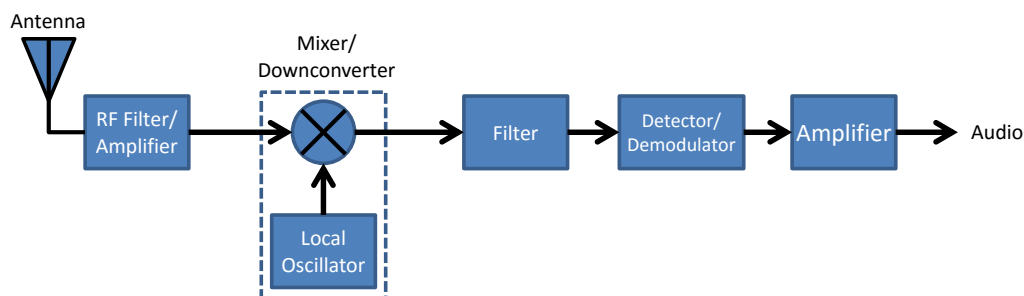 Antenna
Mixer/
Downconverter
RF Filter/
Amplifier
Filter
Detector/
Demodulator
Amplifier
Audio
Local
Oscillator